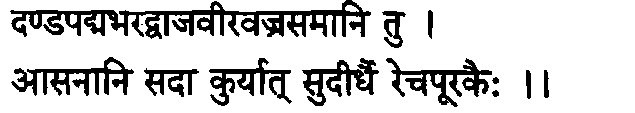 दण्डपद्मभरद्वाजवीरवज्रसमानि तु ।
आसनानि सदा कुर्यात् सुदीर्धै रेचपूरकैः ।।